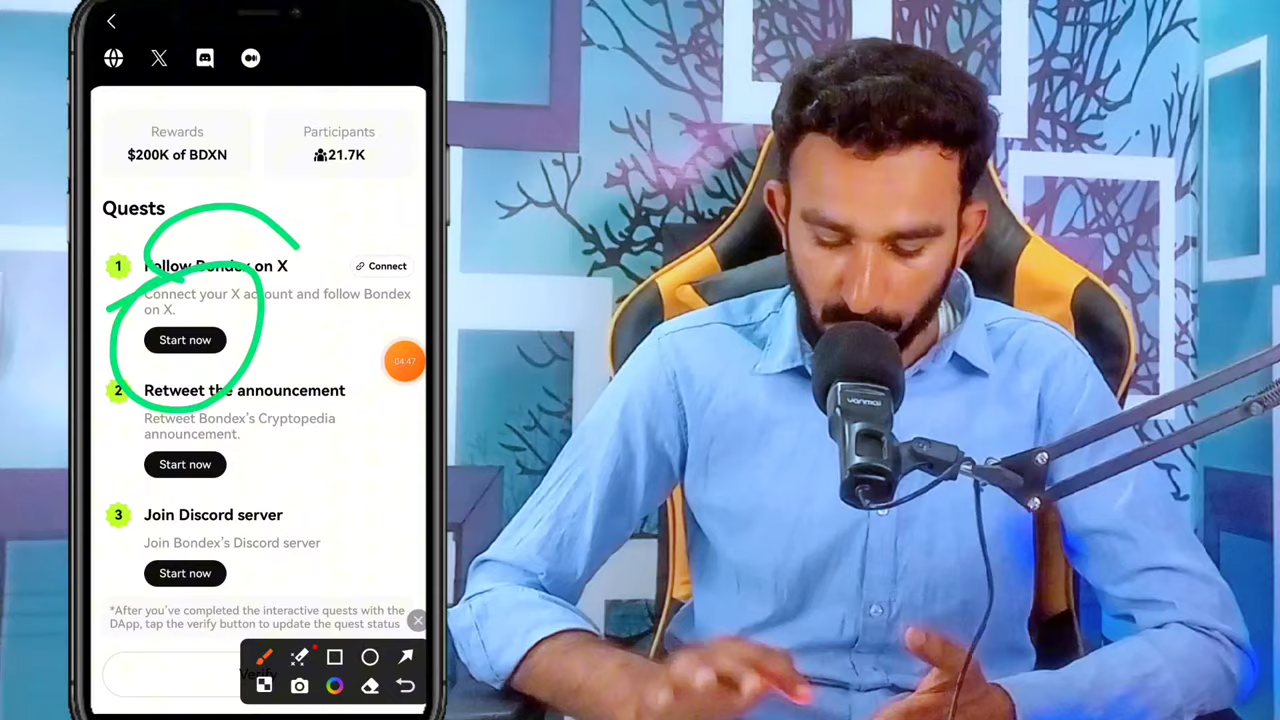 Rewards
Participants
$200K of BDXN
21.7K
Quests
1
Follow Bondex on X
Connect
Connect your X account and follow Bondex
on X.
Start now
04:47
2
Retweet the announcement
Retweet Bondex's Cryptopedia
announcement.
Start now
3
Join Discord server
Join Bondex's Discord server
Start now
*After you've completed the interactive quests with the
DApp, tap the verify button to update the quest status
Verify
vanmai